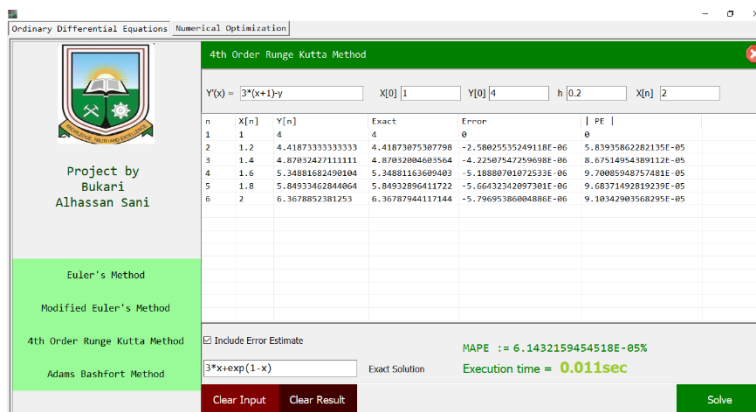 Ordinary Differential Equations Numerical Optimization
4th Order Runge Kutta Method
Y'(x) = 3*(x+1)-y X[0] 1 Y[0] 4 h 0.2 X[n] 2
n X[n] Y[n] Exact Error | PE |
1 1 4 4 0 0
2 1.2 4.41873333333333 4.41873075307798 -2.58025535249118E-06 5.83935862282135E-05
3 1.4 4.87032427111111 4.87032004603564 -4.22507547259698E-06 8.67514954389112E-05
4 1.6 5.34881682490104 5.34881163609403 -5.18880701072533E-06 9.70085948757481E-05
5 1.8 5.84933462844064 5.84932896411722 -5.66432342097301E-06 9.68371492819239E-05
6 2 6.3678852381253 6.36787944117144 -5.79695386004886E-06 9.10342903568295E-05
KNOWLEDGE, TRUTH AND EXCELLENCE
Project by
Bukari
Alhassan Sani
Euler's Method
Modified Euler's Method
4th Order Runge Kutta Method
Adams Bashfort Method
Include Error Estimate
MAPE := 6.1432159454518E-05%
3*x+exp(1-x) Exact Solution Execution time = 0.011sec
Clear Input Clear Result Solve